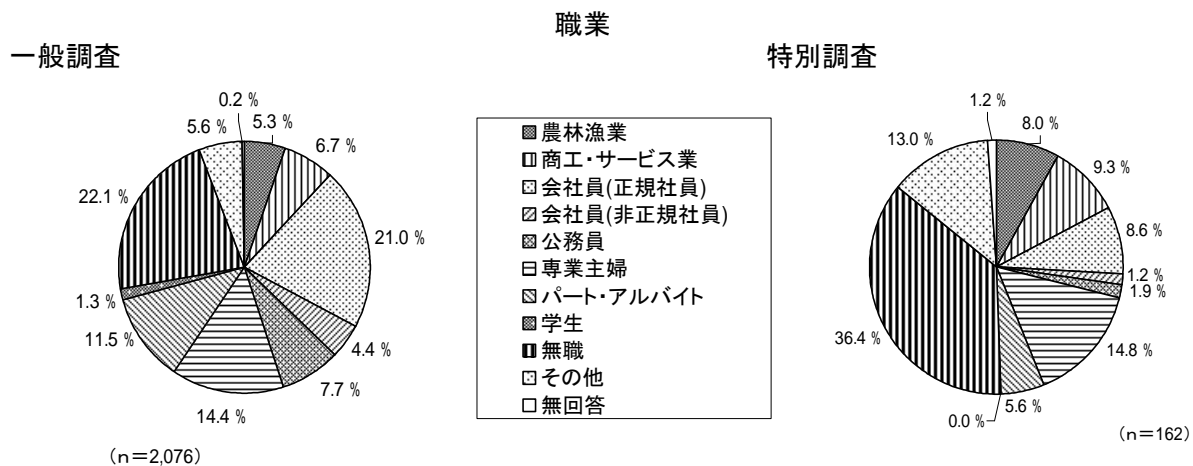 職業
一般調査
特別調査
0.2 %
5.3 %
6.7 %
21.0 %
4.4 %
7.7 %
14.4 %
11.5 %
1.3 %
22.1 %
5.6 %
(n=2,076)
農林漁業
商工・サービス業
会社員(正規社員)
会社員(非正規社員)
公務員
専業主婦
パート・アルバイト
学生
無職
その他
無回答
1.2 %
8.0 %
9.3 %
8.6 %
1.2 %
1.9 %
14.8 %
5.6 %
0.0 %
36.4 %
13.0 %
(n=162)